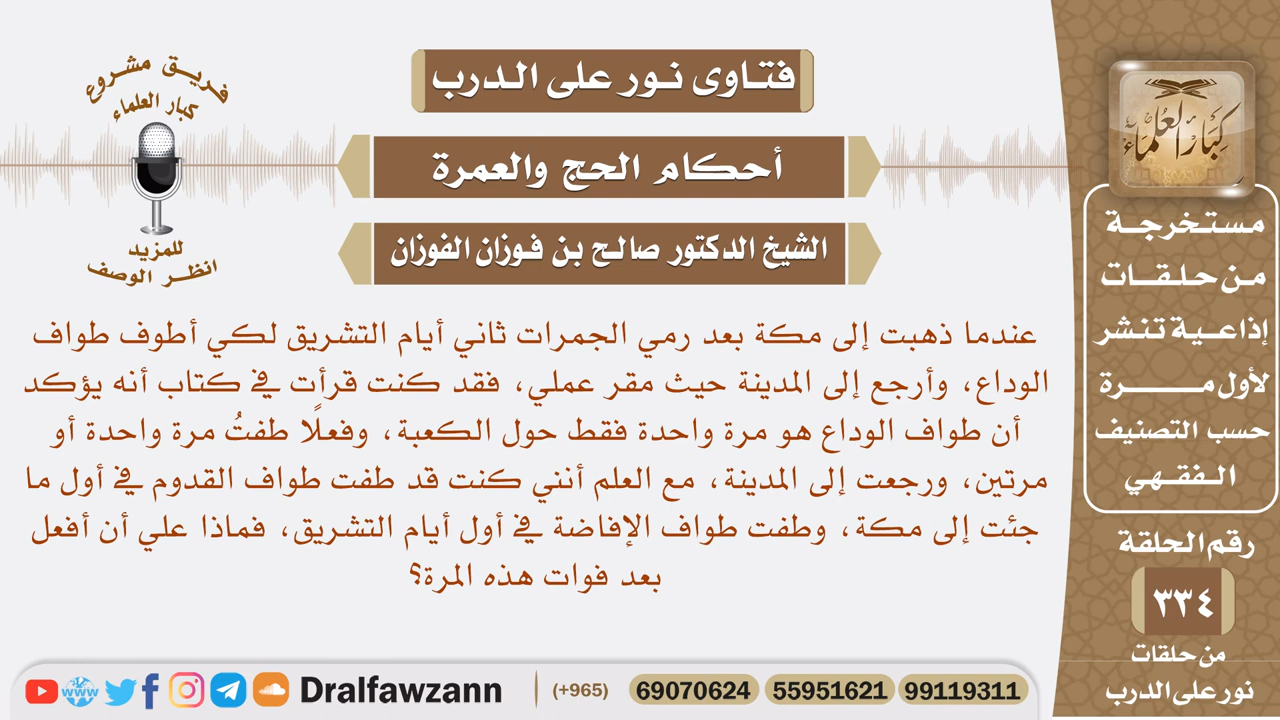 فتاوى نور على الدرب
أحكام الحج والعمرة
الشيخ الدكتور صالح بن فوزان الفوزان
فريق مشروع
كبار العلماء
للمزيد
انظر الوصف
كبار العلماء
مستخرجة
من حلقات
إذاعية تنشر
لأول مرة
حسب التصنيف
الفقهي
رقم الحلقة
٣٣٤
من حلقات
نور على الدرب
عندما ذهبت إلى مكة بعد رمي الجمرات ثاني أيام التشريق لكي أطوف طواف
الوداع، وأرجع إلى المدينة حيث مقر عملي، فقد كنت قرأت في كتاب أنه يؤكد
أن طواف الوداع هو مرة واحدة فقط حول الكعبة، وفعلًا طفتُ مرة واحدة أو
مرتين، ورجعت إلى المدينة، مع العلم أنني كنت قد طفت طواف القدوم في أول ما
جئت إلى مكة، وطفت طواف الإفاضة في أول أيام التشريق، فماذا علي أن أفعل
بعد فوات هذه المرة؟
www
Dralfawzann
(+965) 69070624 55951621 99119311